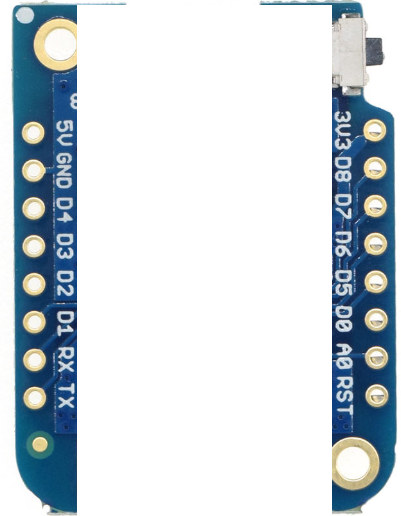 5V GND D4 D3 D2 D1 RX TX
3V3 D8 D7 D6 D5 D0 A0 RST